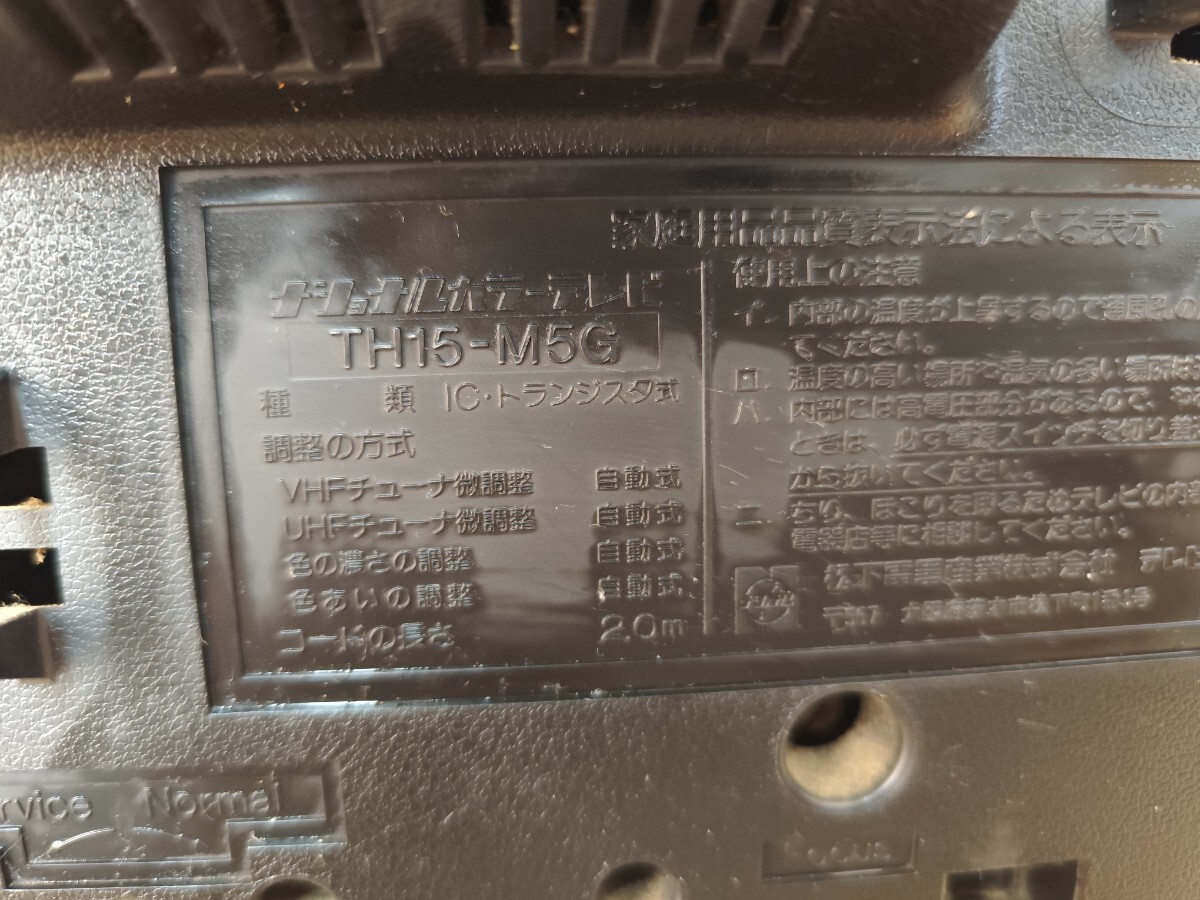 家庭用品品質表示法による表示
ナショナルカラーテレビ
TH15-M5G
種類 IC・トランジスタ式
調整の方式
VHFチューナ微調整 自動式
UHFチューナ微調整 自動式
色の濃さの調整 自動式
色あいの調整 自動式
コードの長さ 2.0m
使用上の注意
イ. 内部の温度が上昇するので通風孔の
てください。
ロ. 温度の高い場所や湿気の多い場所は
ハ. 内部には高電圧部分があるので、
ときは、必ず電源スイッチを切り差
から抜いてください。
ニ. ほこりを取るためテレビの内
電器店等に相談してください。
松下電器産業株式会社 テレビ
rvice Normal
FOCUS